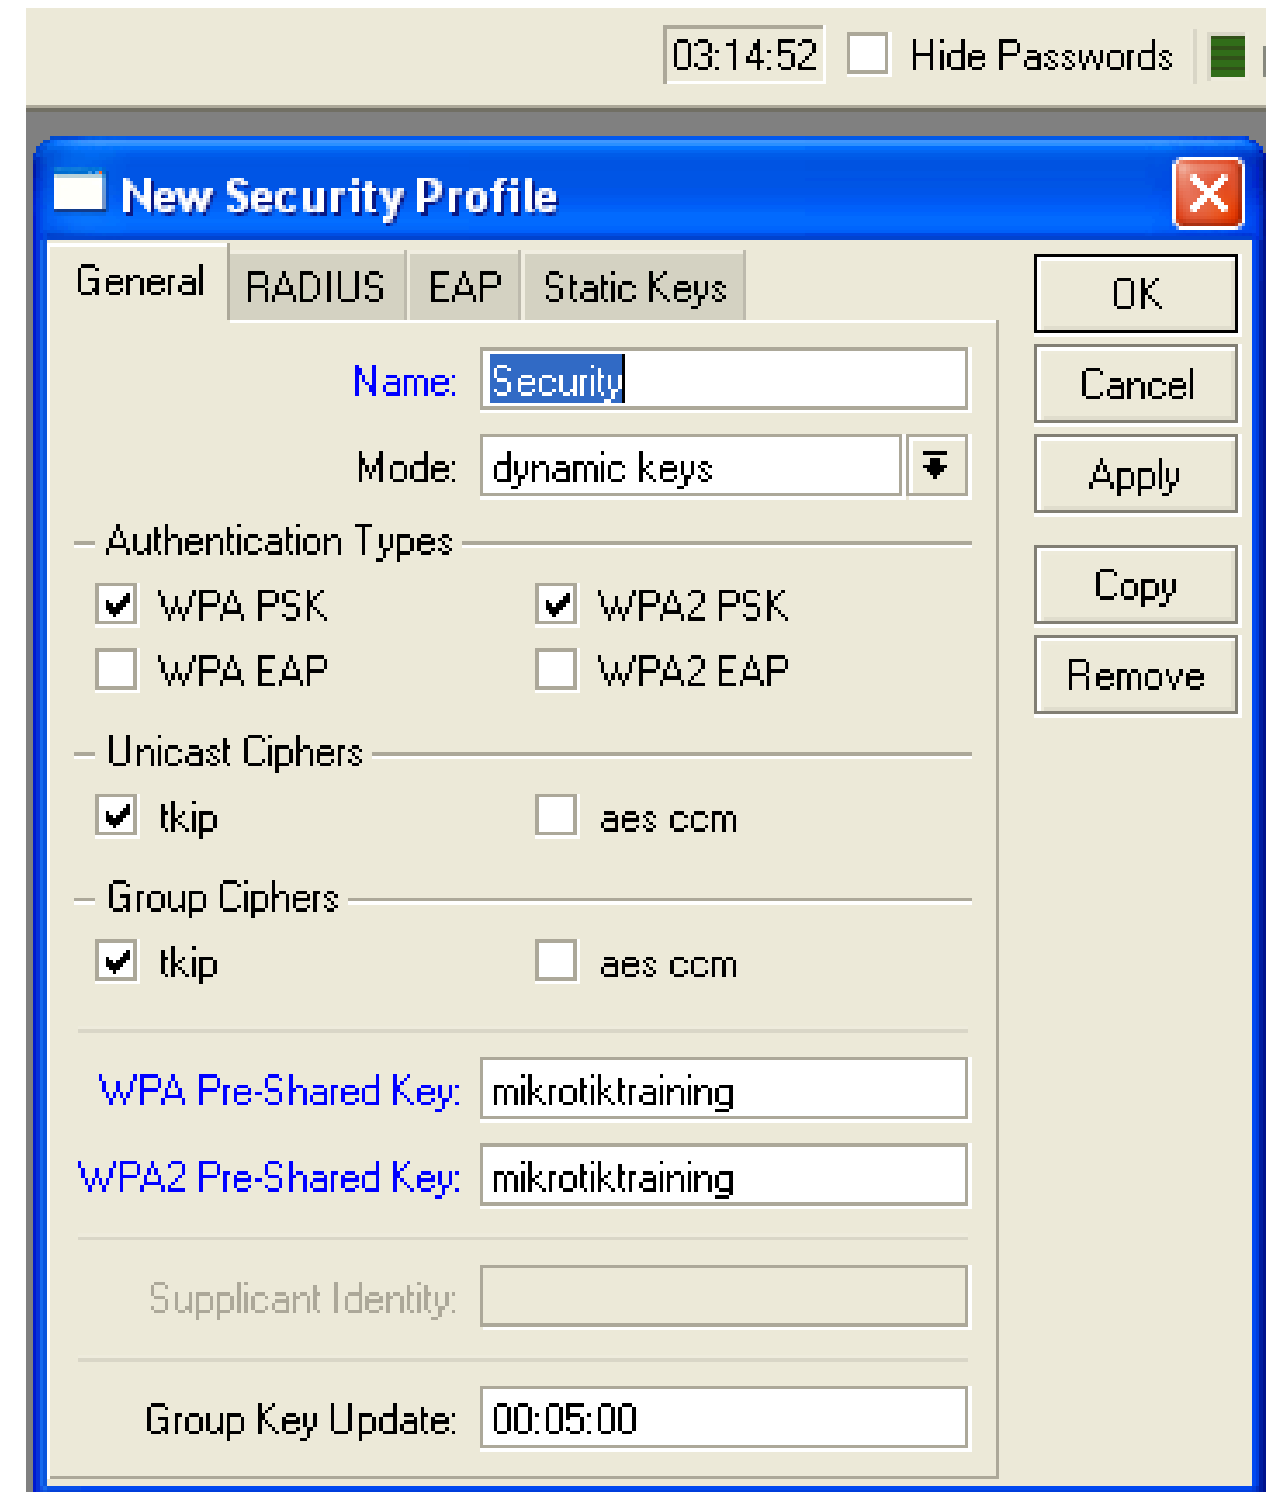 03:14:52 Hide Passwords
New Security Profile
General RADIUS EAP Static Keys
OK
Name: Security
Cancel
Mode: dynamic keys
Apply
Authentication Types
WPA PSK WPA2 PSK
Copy
WPA EAP WPA2 EAP
Remove
Unicast Ciphers
tkip aes ccm
Group Ciphers
tkip aes ccm
WPA Pre-Shared Key: mikrotiktraining
WPA2 Pre-Shared Key: mikrotiktraining
Supplicant Identity:
Group Key Update: 00:05:00